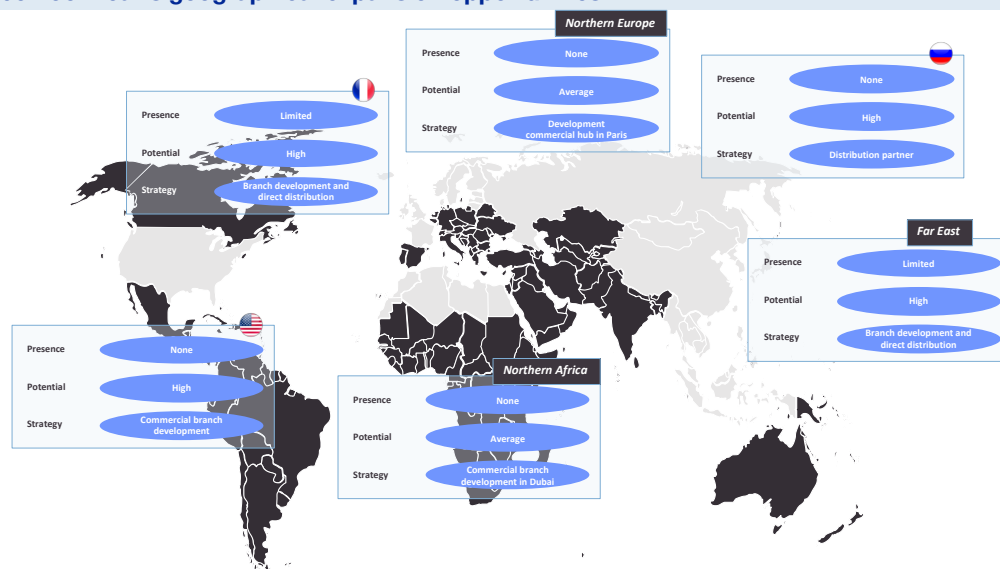 Northern Europe
Presence
None
Potential
Average
Strategy
Development
commercial hub in Paris
Presence
None
Potential
High
Strategy
Distribution partner
Presence
Limited
Potential
High
Strategy
Branch development and
direct distribution
Far East
Presence
Limited
Potential
High
Strategy
Branch development and
direct distribution
Presence
None
Potential
High
Strategy
Commercial branch
development
Northern Africa
Presence
None
Potential
Average
Strategy
Commercial branch
development in Dubai